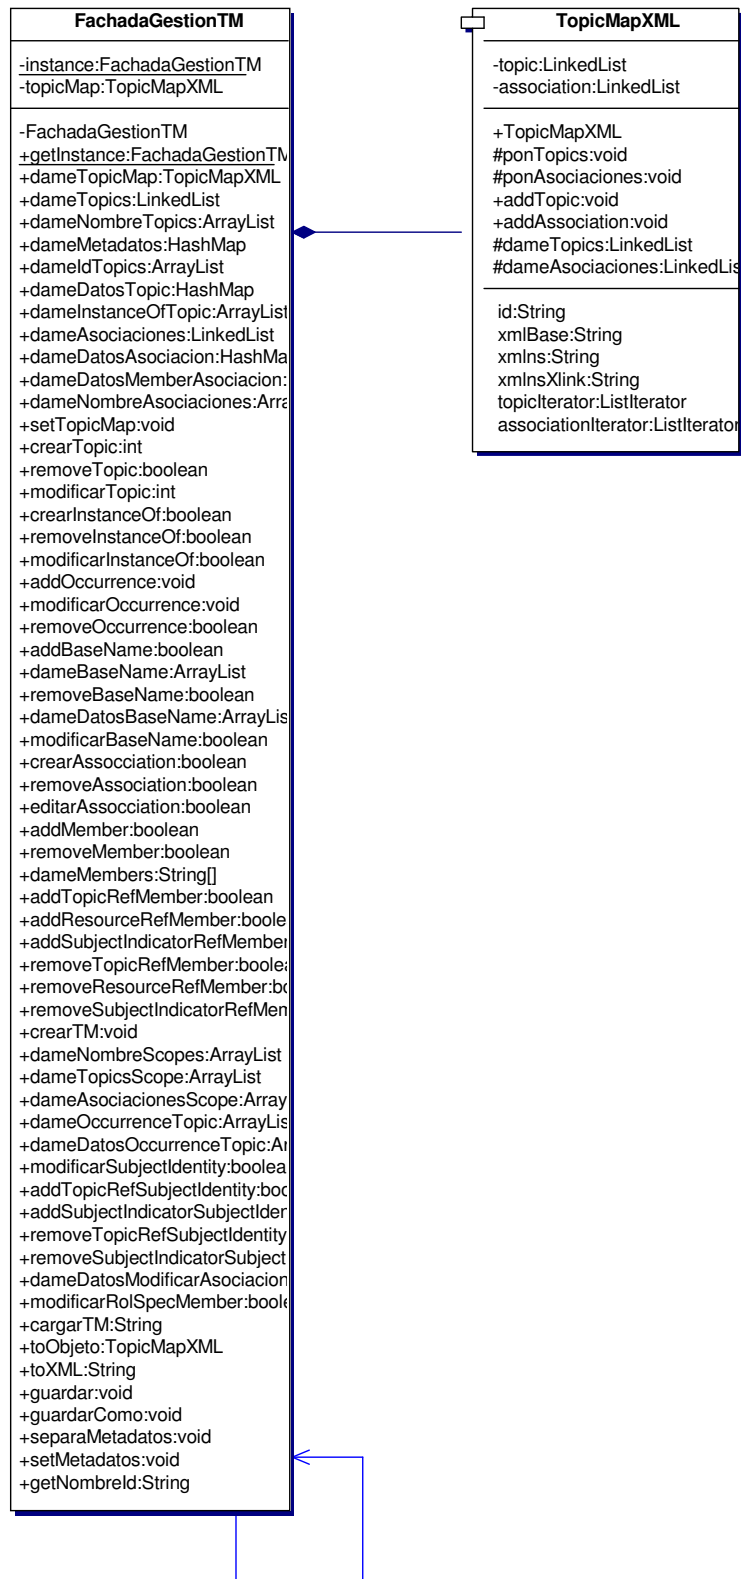 FachadaGestionTM
-instance:FachadaGestionTM
-topicMap:TopicMapXML
-FachadaGestionTM
+getInstance:FachadaGestionTM
+dameTopicMap:TopicMapXML
+dameTopics:LinkedList
+dameNombreTopics:ArrayList
+dameMetadatos:HashMap
+dameIdTopics:ArrayList
+dameDatosTopic:HashMap
+dameInstanceOfTopic:ArrayList
+dameAsociaciones:LinkedList
+dameDatosAsociacion:HashMa
+dameDatosMemberAsociacion:
+dameNombreAsociaciones:Arra
+setTopicMap:void
+crearTopic:int
+removeTopic:boolean
+modificarTopic:int
+crearInstanceOf:boolean
+removeInstanceOf:boolean
+modificarInstanceOf:boolean
+addOccurrence:void
+modificarOccurrence:void
+removeOccurrence:boolean
+addBaseName:boolean
+dameBaseName:ArrayList
+removeBaseName:boolean
+dameDatosBaseName:ArrayLis
+modificarBaseName:boolean
+crearAssocciation:boolean
+removeAssociation:boolean
+editarAssocciation:boolean
+addMember:boolean
+removeMember:boolean
+dameMembers:String[]
+addTopicRefMember:boolean
+addResourceRefMember:boole
+addSubjectIndicatorRefMember
+removeTopicRefMember:boolea
+removeResourceRefMember:bo
+removeSubjectIndicatorRefMem
+crearTM:void
+dameNombreScopes:ArrayList
+dameTopicsScope:ArrayList
+dameAsociacionesScope:Array
+dameOccurrenceTopic:ArrayLis
+dameDatosOccurrenceTopic:Ar
+modificarSubjectIdentity:boolea
+addTopicRefSubjectIdentity:boo
+addSubjectIndicatorSubjectIden
+removeTopicRefSubjectIdentity
+removeSubjectIndicatorSubject
+dameDatosModificarAsociacion
+modificarRolSpecMember:boole
+cargarTM:String
+toObjeto:TopicMapXML
+toXML:String
+guardar:void
+guardarComo:void
+separaMetadatos:void
+setMetadatos:void
+getNombreId:String
TopicMapXML
-topic:LinkedList
-association:LinkedList
+TopicMapXML
#ponTopics:void
#ponAsociaciones:void
+addTopic:void
+addAssociation:void
#dameTopics:LinkedList
#dameAsociaciones:LinkedLis
id:String
xmlBase:String
xmlns:String
xmlnsXlink:String
topicIterator:ListIterator
associationIterator:ListIterator